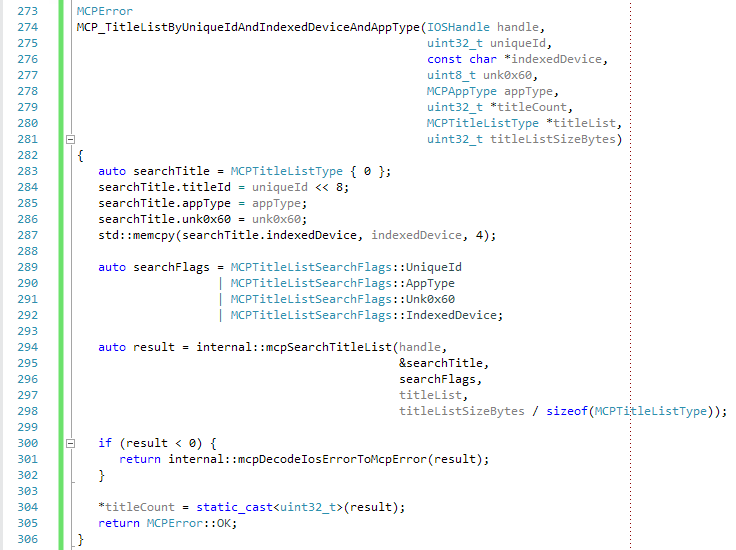 273 MCPError
274 MCP_TitleListByUniqueIdAndIndexedDeviceAndAppType(IOSHandle handle,
275 uint32_t uniqueId,
276 const char *indexedDevice,
277 uint8_t unk0x60,
278 MCPAppType appType,
279 uint32_t *titleCount,
280 MCPTitleListType *titleList,
281 uint32_t titleListSizeBytes)
282 {
283 auto searchTitle = MCPTitleListType { 0 };
284 searchTitle.titleId = uniqueId << 8;
285 searchTitle.appType = appType;
286 searchTitle.unk0x60 = unk0x60;
287 std::memcpy(searchTitle.indexedDevice, indexedDevice, 4);
288
289 auto searchFlags = MCPTitleListSearchFlags::UniqueId
290 | MCPTitleListSearchFlags::AppType
291 | MCPTitleListSearchFlags::Unk0x60
292 | MCPTitleListSearchFlags::IndexedDevice;
293
294 auto result = internal::mcpSearchTitleList(handle,
295 &searchTitle,
296 searchFlags,
297 titleList,
298 titleListSizeBytes / sizeof(MCPTitleListType));
299
300 if (result < 0) {
301 return internal::mcpDecodeIosErrorToMcpError(result);
302 }
303
304 *titleCount = static_cast<uint32_t>(result);
305 return MCPError::OK;
306 }